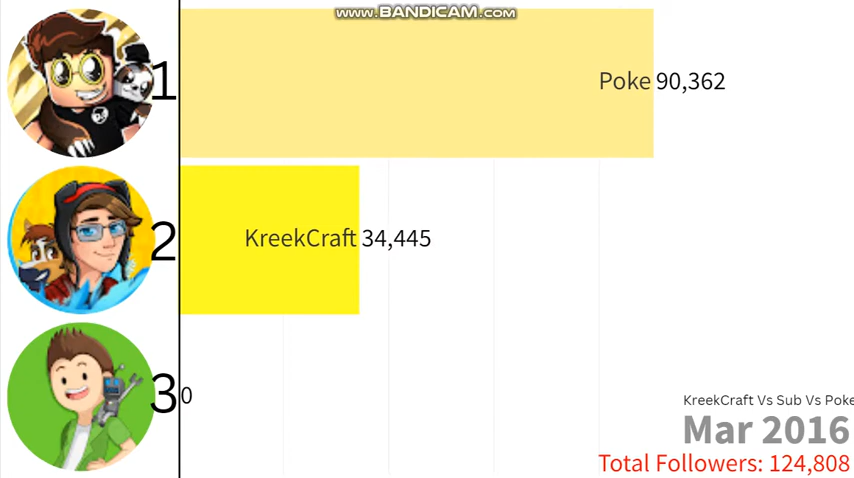 www.BANDICAM.com
1
Poke 90,362
2
KreekCraft 34,445
3
0
KreekCraft Vs Sub Vs Poke
Mar 2016
Total Followers: 124,808